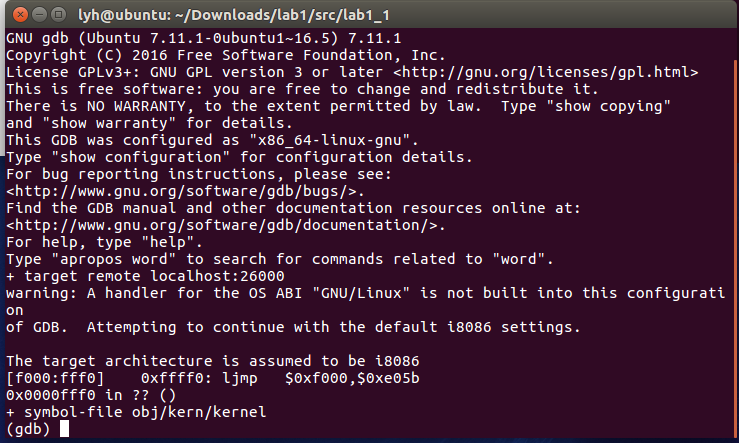 lyh@ubuntu: ~/Downloads/lab1/src/lab1_1
GNU gdb (Ubuntu 7.11.1-0ubuntu1~16.5) 7.11.1
Copyright (C) 2016 Free Software Foundation, Inc.
License GPLv3+: GNU GPL version 3 or later <http://gnu.org/licenses/gpl.html>
This is free software: you are free to change and redistribute it.
There is NO WARRANTY, to the extent permitted by law.  Type "show copying"
and "show warranty" for details.
This GDB was configured as "x86_64-linux-gnu".
Type "show configuration" for configuration details.
For bug reporting instructions, please see:
<http://www.gnu.org/software/gdb/bugs/>.
Find the GDB manual and other documentation resources online at:
<http://www.gnu.org/software/gdb/documentation/>.
For help, type "help".
Type "apropos word" to search for commands related to "word".
+ target remote localhost:26000
warning: A handler for the OS ABI "GNU/Linux" is not built into this configurati
on
of GDB.  Attempting to continue with the default i8086 settings.

The target architecture is assumed to be i8086
[f000:fff0]    0xffff0: ljmp   $0xf000,$0xe05b
0x0000fff0 in ?? ()
+ symbol-file obj/kern/kernel
(gdb)